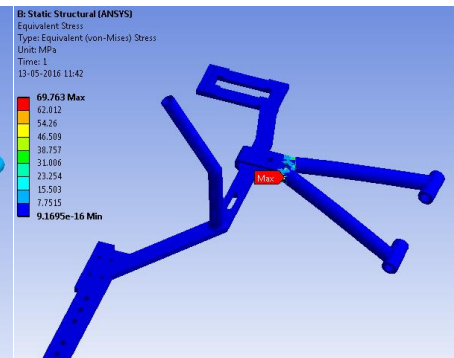 B: Static Structural (ANSYS)
Equivalent Stress
Type: Equivalent (von-Mises) Stress
Unit: MPa
Time: 1
13-05-2016 11:42
69.763 Max
62.012
54.26
46.509
38.757
31.006
23.254
15.503
7.7515
9.1695e-16 Min
Max